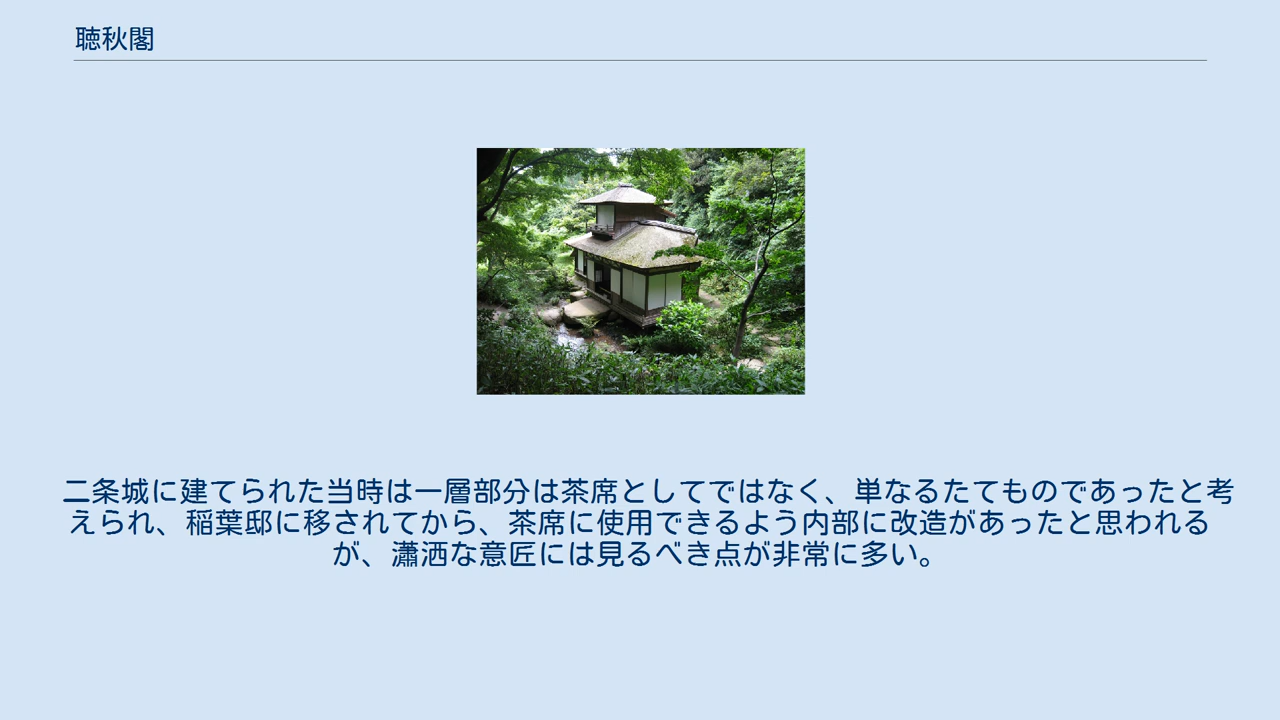 聴秋閣
二条城に建てられた当時は一層部分は茶席としてではなく、単なるたてものであったと考
えられ、稲葉邸に移されてから、茶席に使用できるよう内部に改造があったと思われる
が、瀟洒な意匠には見るべき点が非常に多い。